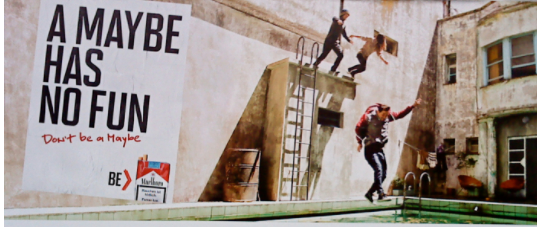 A MAYBE
HAS
NO FUN
Don't be a Maybe
BE>
Marlboro